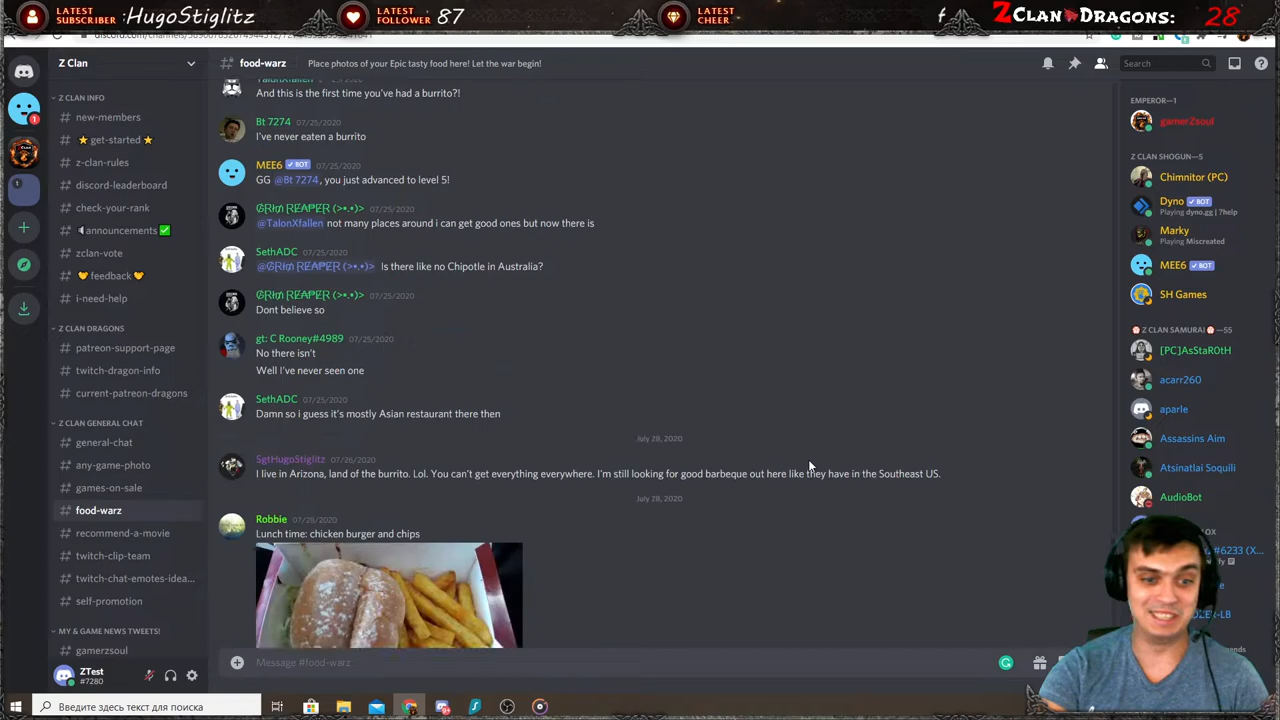 LATEST SUBSCRIBER : HugoStiglitz
LATEST FOLLOWER 87
LATEST CHEER
Z Clan Dragons: 28
Z Clan
food-warz Place photos of your Epic tasty food here! Let the war begin!
Search
Z CLAN INFO
new-members
get-started
z-clan-rules
discord-leaderboard
check-your-rank
announcements
zclan-vote
feedback
i-need-help
Z CLAN DRAGONS
patreon-support-page
twitch-dragon-info
current-patreon-dragons
Z CLAN GENERAL CHAT
general-chat
any-game-photo
games-on-sale
food-warz
recommend-a-movie
twitch-clip-team
twitch-chat-emotes-idea...
self-promotion
MY & GAME NEWS TWEETS!
gamerzsoul
ZTest
#7280
And this is the first time you've had a burrito?!
Bt 7274 07/25/2020
I've never eaten a burrito
MEE6 BOT 07/25/2020
GG @Bt 7274, you just advanced to level 5!
07/25/2020
@TalonXfallen not many places around i can get good ones but now there is
SethADC 07/25/2020
Is there like no Chipotle in Australia?
07/25/2020
Dont believe so
gt: C Rooney#4989 07/25/2020
No there isn't
Well I've never seen one
SethADC 07/25/2020
Damn so i guess it's mostly Asian restaurant there then
July 28, 2020
SgtHugoStiglitz 07/26/2020
I live in Arizona, land of the burrito. Lol. You can't get everything everywhere. I'm still looking for good barbeque out here like they have in the Southeast US.
July 28, 2020
Robbie 07/28/2020
Lunch time: chicken burger and chips
Message #food-warz
EMPEROR—1
gamerZsoul
Z CLAN SHOGUN—5
Chimnitor (PC)
Dyno BOT
Playing dyno.gg | ?help
Marky
Playing Miscreated
MEE6 BOT
SH Games
Z CLAN SAMURAI—55
[PC]AsStaR0tH
acarr260
aparle
Assassins Aim
Atsinatlai Soquili
AudioBot
#6233 (X...
Введите здесь текст для поиска